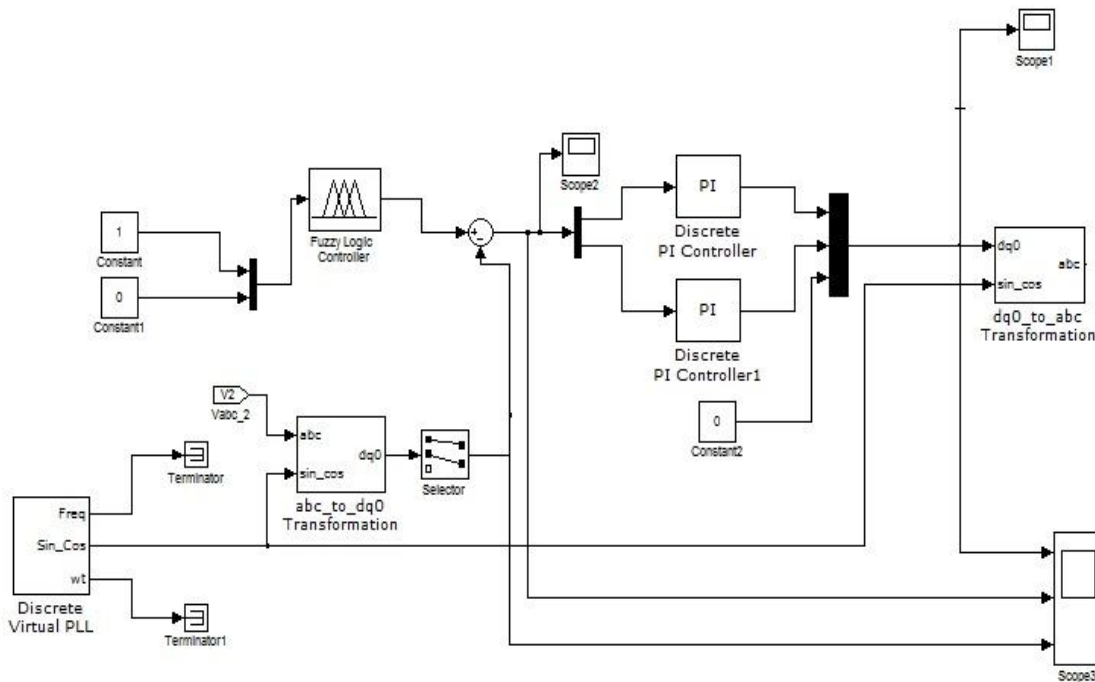 Scope1
Scope2
PI
Discrete
PI Controller
1
Constant
0
Constant1
Fuzzy Logic
Controller
+
-
dq0
abc
sin_cos
dq0_to_abc
Transformation
PI
Discrete
PI Controller1
V2
Vabc_2
0
Constant2
abc
dq0
sin_cos
abc_to_dq0
Transformation
Selector
Terminator
Freq
Sin_Cos
wt
Discrete
Virtual PLL
Terminator1
Scope3